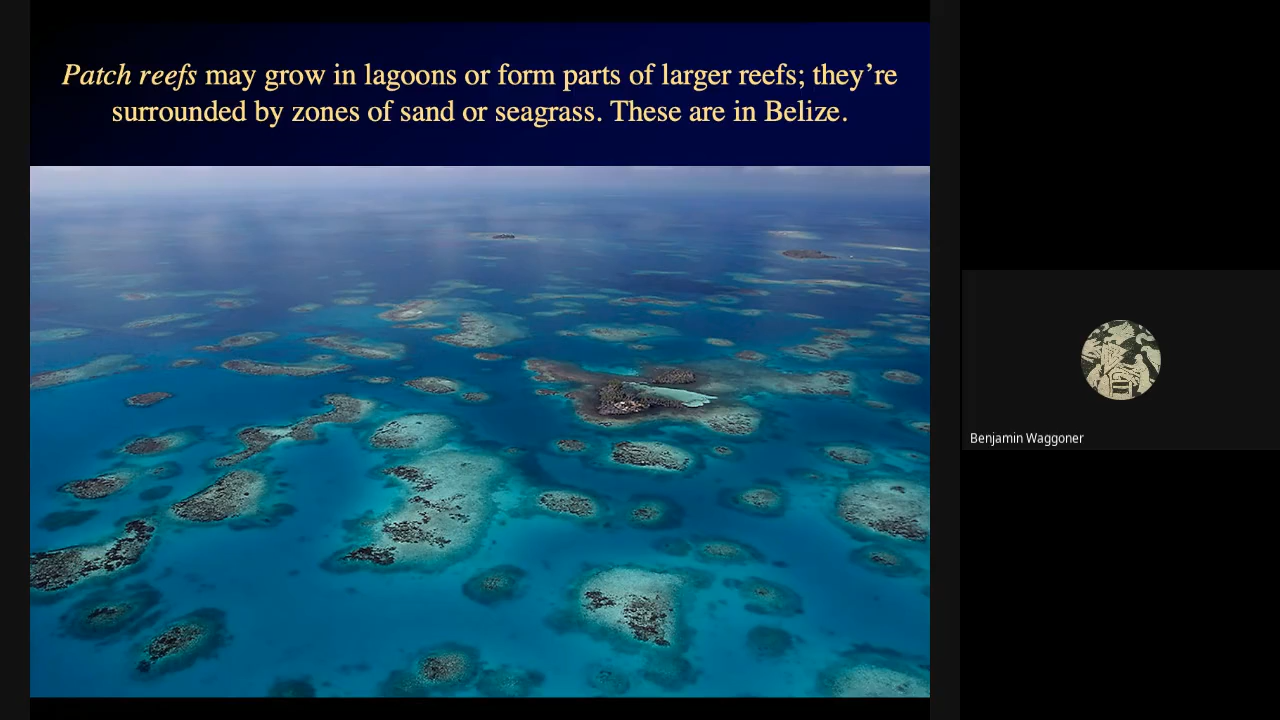 Patch reefs may grow in lagoons or form parts of larger reefs; they’re
surrounded by zones of sand or seagrass. These are in Belize.
Benjamin Waggoner